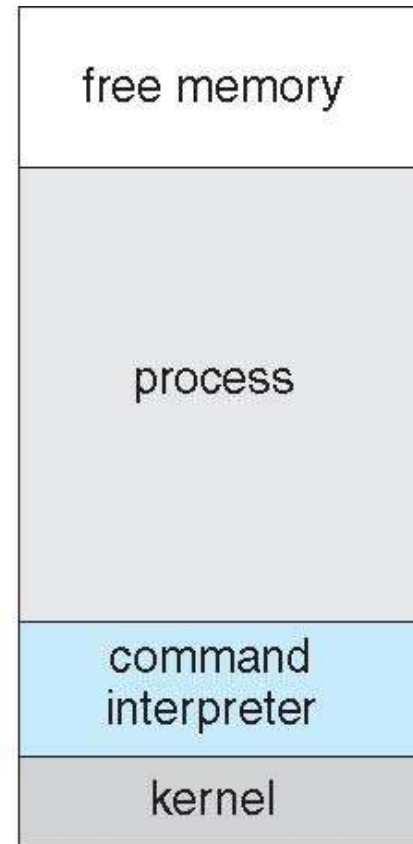 free memory
process
command
interpreter
kernel